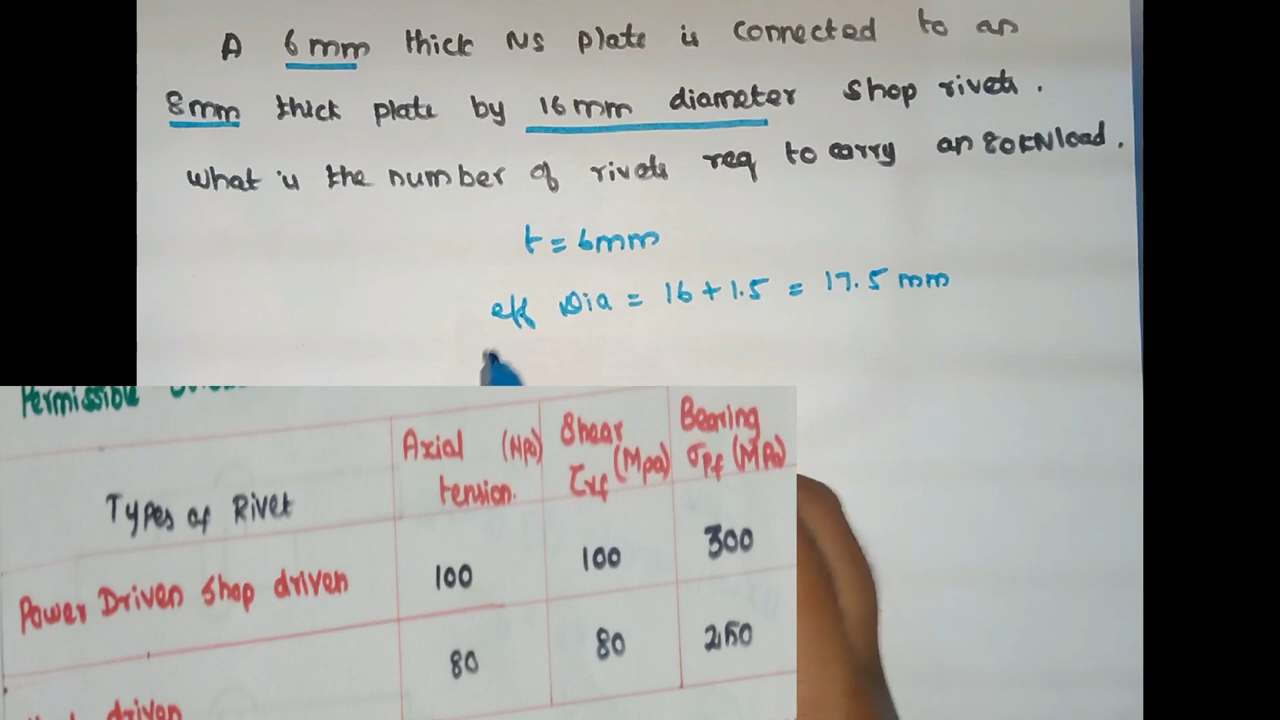 A 6mm thick MS plate is connected to an
8mm thick plate by 16mm diameter shop rivets.
What is the number of rivets req to carry an 80kN load.
t = 6mm
eff Dia = 16 + 1.5 = 17.5 mm
Permissible
Types of Rivet
Axial (MPa) tension.
Shear τvf (MPa)
Bearing σPf (MPa)
Power Driven Shop driven
100
100
300
80
80
250
driven